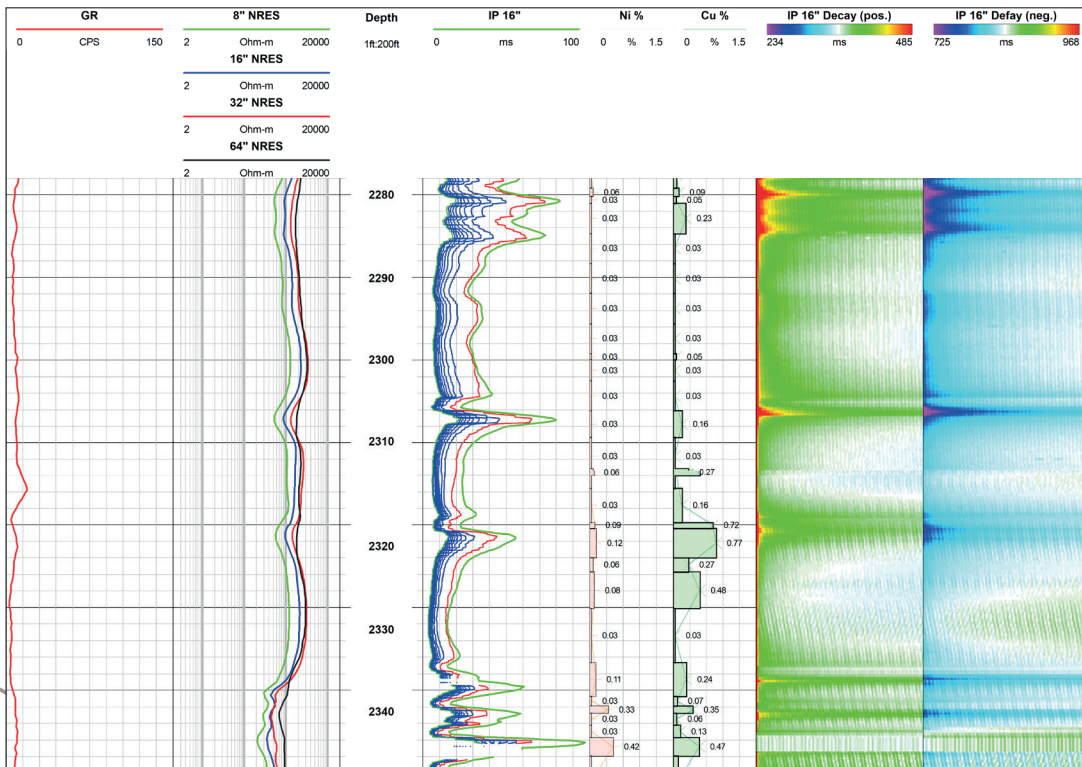 GR
0 CPS 150
8" NRES
2 Ohm-m 20000
16" NRES
2 Ohm-m 20000
32" NRES
2 Ohm-m 20000
64" NRES
2 Ohm-m 20000
Depth
1ft:200ft
IP 16"
0 ms 100
Ni %
0 % 1.5
Cu %
0 % 1.5
IP 16" Decay (pos.)
234 ms 485
IP 16" Defay (neg.)
725 ms 968
2280
2290
2300
2310
2320
2330
2340
0.06
0.03
0.03
0.03
0.03
0.03
0.03
0.03
0.03
0.03
0.06
0.03
0.09
0.12
0.06
0.08
0.03
0.11
0.03
0.33
0.03
0.03
0.42
0.09
0.05
0.23
0.03
0.03
0.03
0.05
0.03
0.03
0.16
0.03
0.27
0.16
0.72
0.77
0.27
0.48
0.03
0.24
0.07
0.35
0.06
0.13
0.47